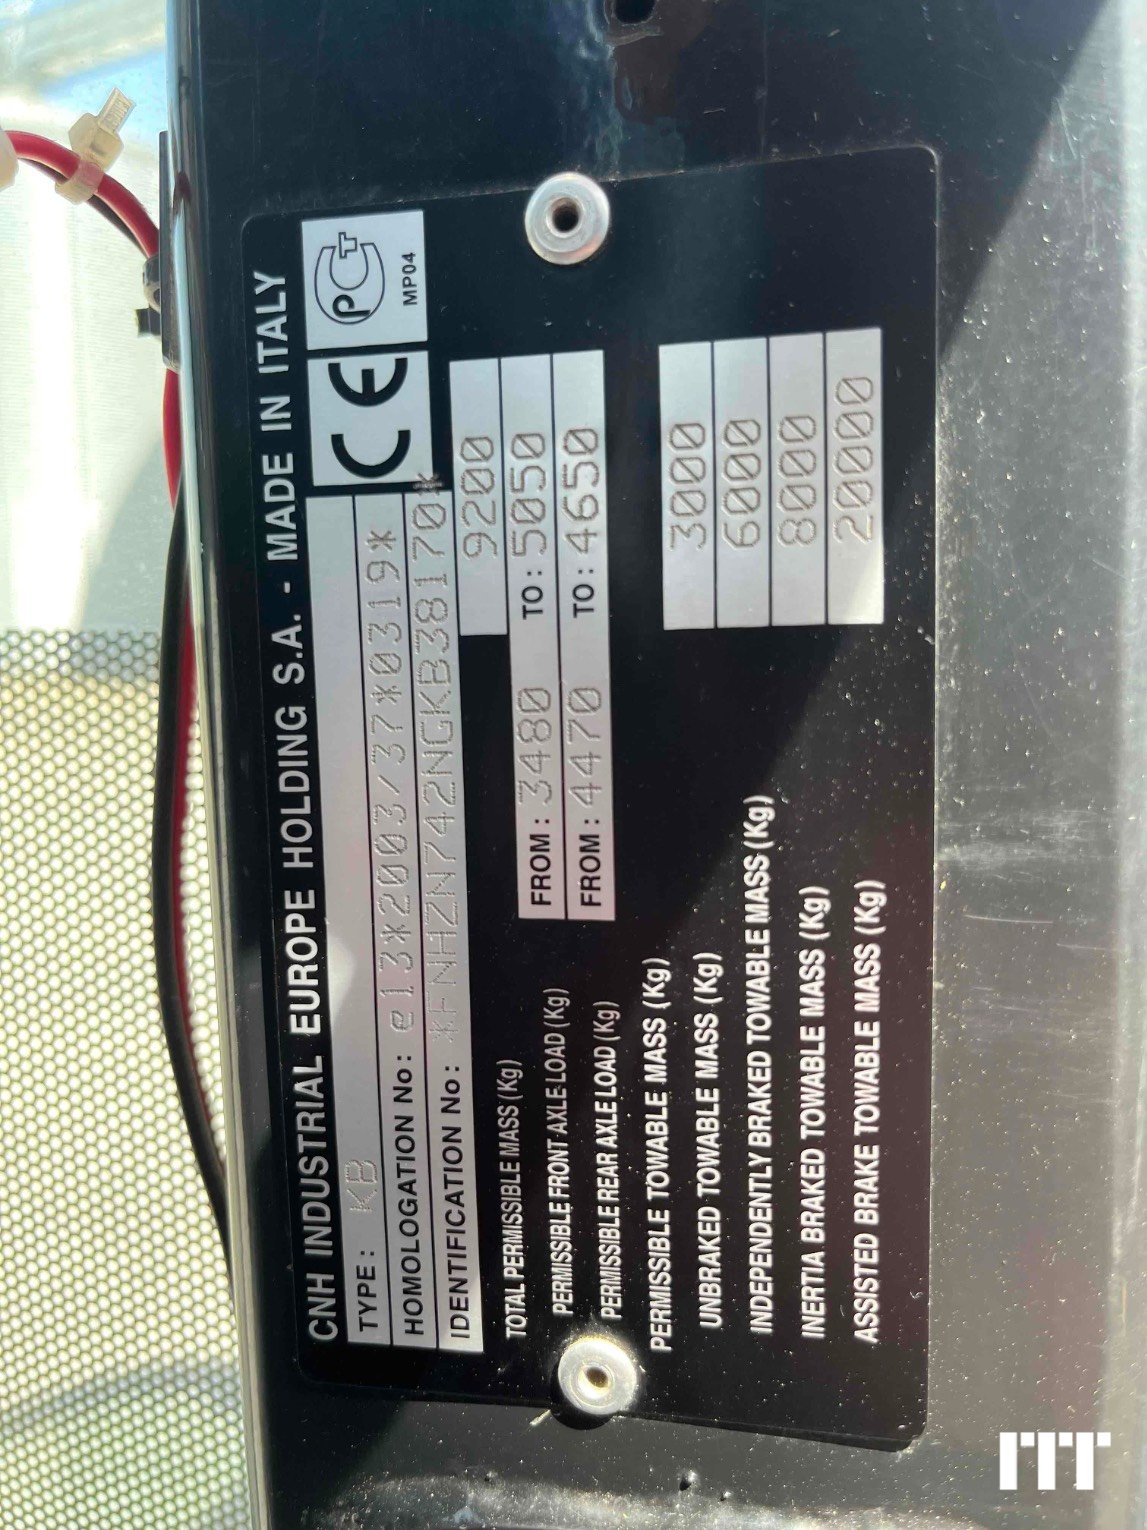 CNH INDUSTRIAL EUROPE HOLDING S.A. - MADE IN ITALY
TYPE: KB
HOMOLOGATION No: e13*2003/37*0319*
IDENTIFICATION No: *HZN742NGKB38170*
CE
PCT
MP04
TOTAL PERMISSIBLE MASS (Kg) 9200
PERMISSIBLE FRONT AXLE LOAD (Kg) FROM: 3480 TO: 5050
PERMISSIBLE REAR AXLE LOAD (Kg) FROM: 4470 TO: 4650
PERMISSIBLE TOWABLE MASS (Kg)
UNBRAKED TOWABLE MASS (Kg) 3000
INDEPENDENTLY BRAKED TOWABLE MASS (Kg) 6000
INERTIA BRAKED TOWABLE MASS (Kg) 8000
ASSISTED BRAKE TOWABLE MASS (Kg) 20000